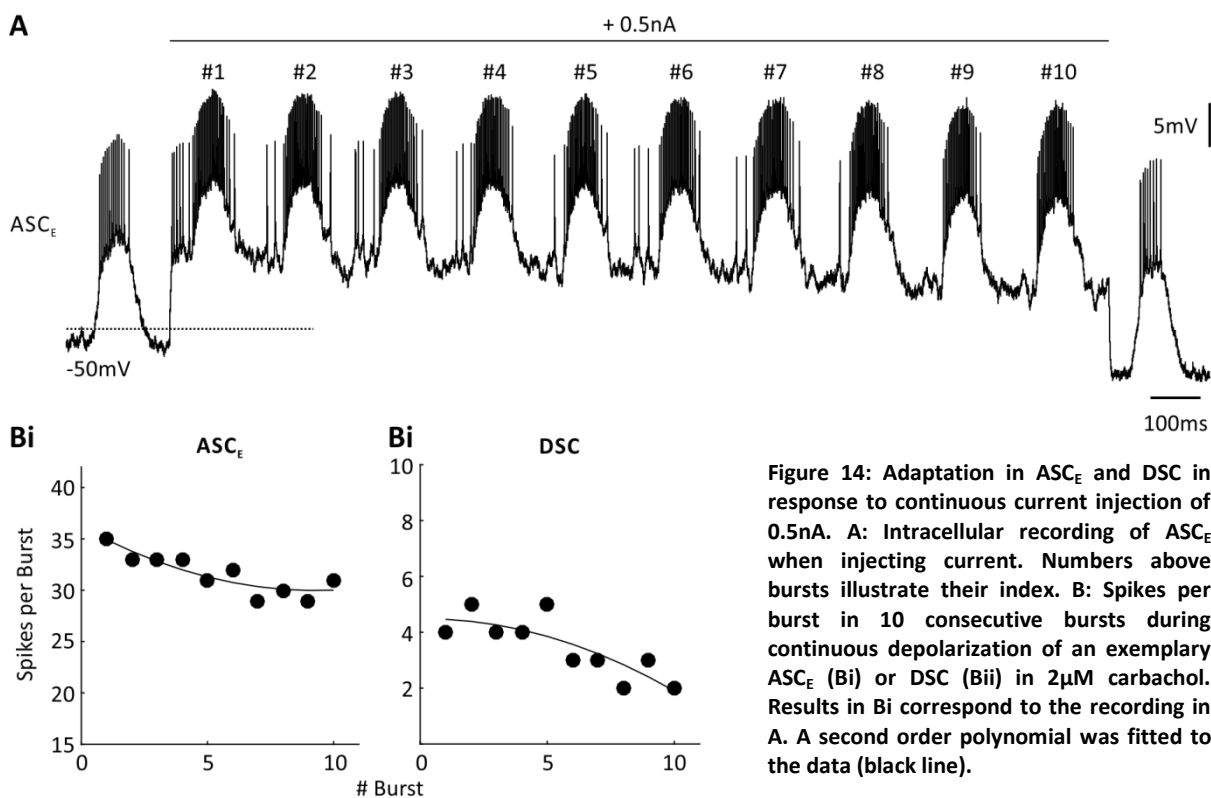 A
+ 0.5nA
#1 #2 #3 #4 #5 #6 #7 #8 #9 #10
5mV
ASCE
-50mV
100ms
Bi
ASCE
Spikes per Burst
40
35
30
25
20
15
0 5 10
# Burst
Bi
DSC
10
8
6
4
2
0 5 10
Figure 14: Adaptation in ASCE and DSC in
response to continuous current injection of
0.5nA. A: Intracellular recording of ASCE
when injecting current. Numbers above
bursts illustrate their index. B: Spikes per
burst in 10 consecutive bursts during
continuous depolarization of an exemplary
ASCE (Bi) or DSC (Bii) in 2μM carbachol.
Results in Bi correspond to the recording in
A. A second order polynomial was fitted to
the data (black line).